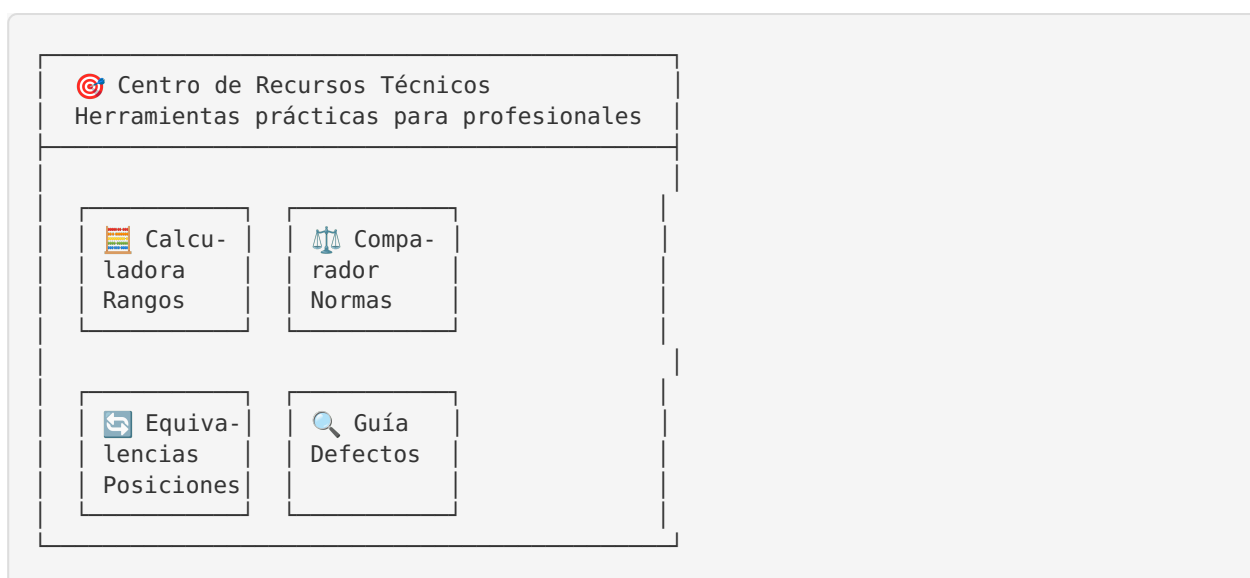 🎯 Centro de Recursos Técnicos
Herramientas prácticas para profesionales
🧮 Calcu-
ladora
Rangos
⚖️ Compa-
rador
Normas
🔄 Equiva-
lencias
Posiciones
🔍 Guía
Defectos